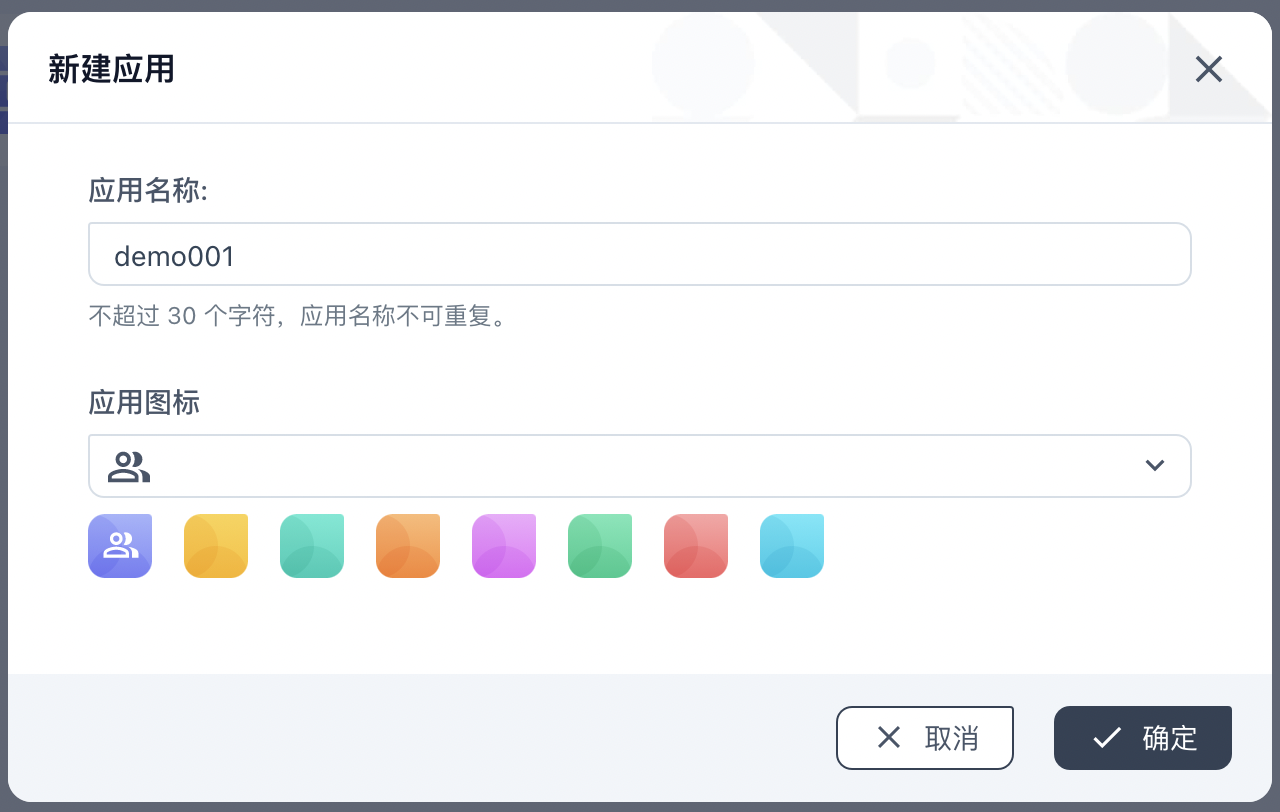 新建应用
应用名称:
demo001
不超过 30 个字符，应用名称不可重复。
应用图标
取消
确定